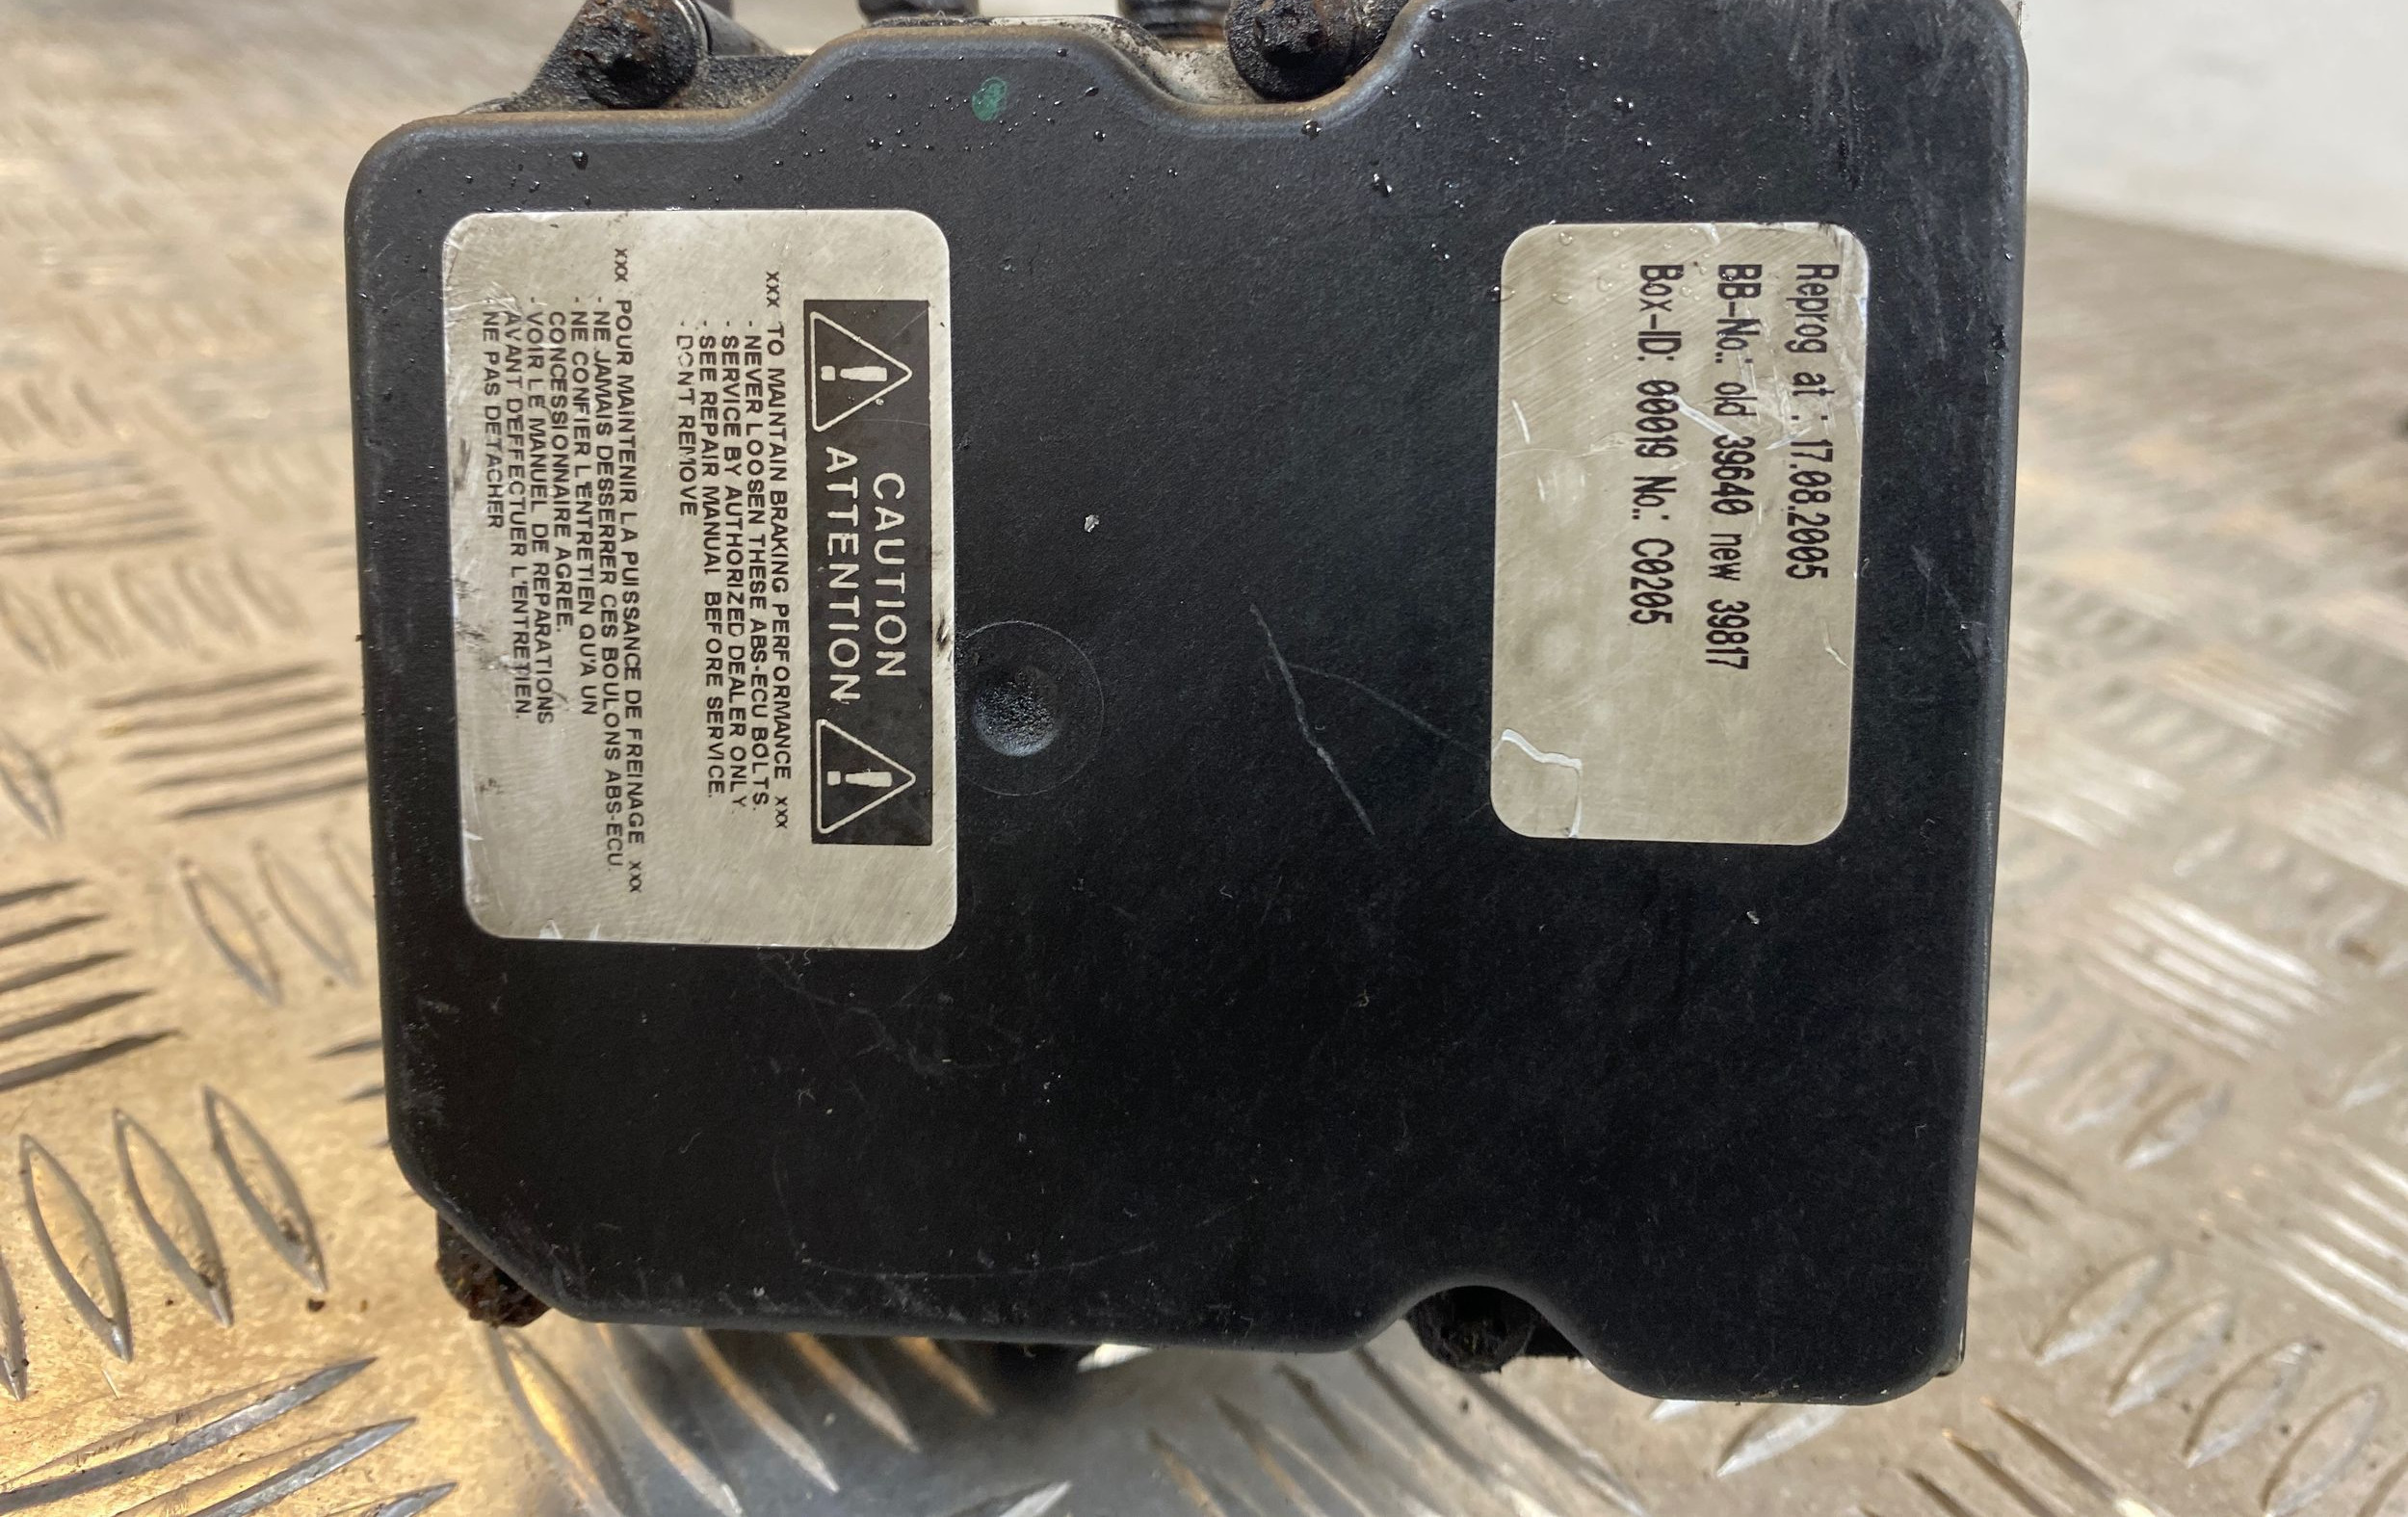 CAUTION
ATTENTION
xxx TO MAINTAIN BRAKING PERFORMANCE xxx
- NEVER LOOSEN THESE ABS-ECU BOLTS.
- SERVICE BY AUTHORIZED DEALER ONLY.
- SEE REPAIR MANUAL BEFORE SERVICE.
- DON'T REMOVE
xxx POUR MAINTENIR LA PUISSANCE DE FREINAGE xxx
- NE JAMAIS DESSERRER CES BOULONS ABS-ECU.
- NE CONFIER L'ENTRETIEN QU'A UN
CONCESSIONNAIRE AGREE.
- VOIR LE MANUEL DE REPARATIONS
AVANT D'EFFECTUER L'ENTRETIEN.
- NE PAS DETACHER
Reprog at : 17.08.2005
BB-No.: old 39640 new 39817
Box-ID: 00019 No.: C0205